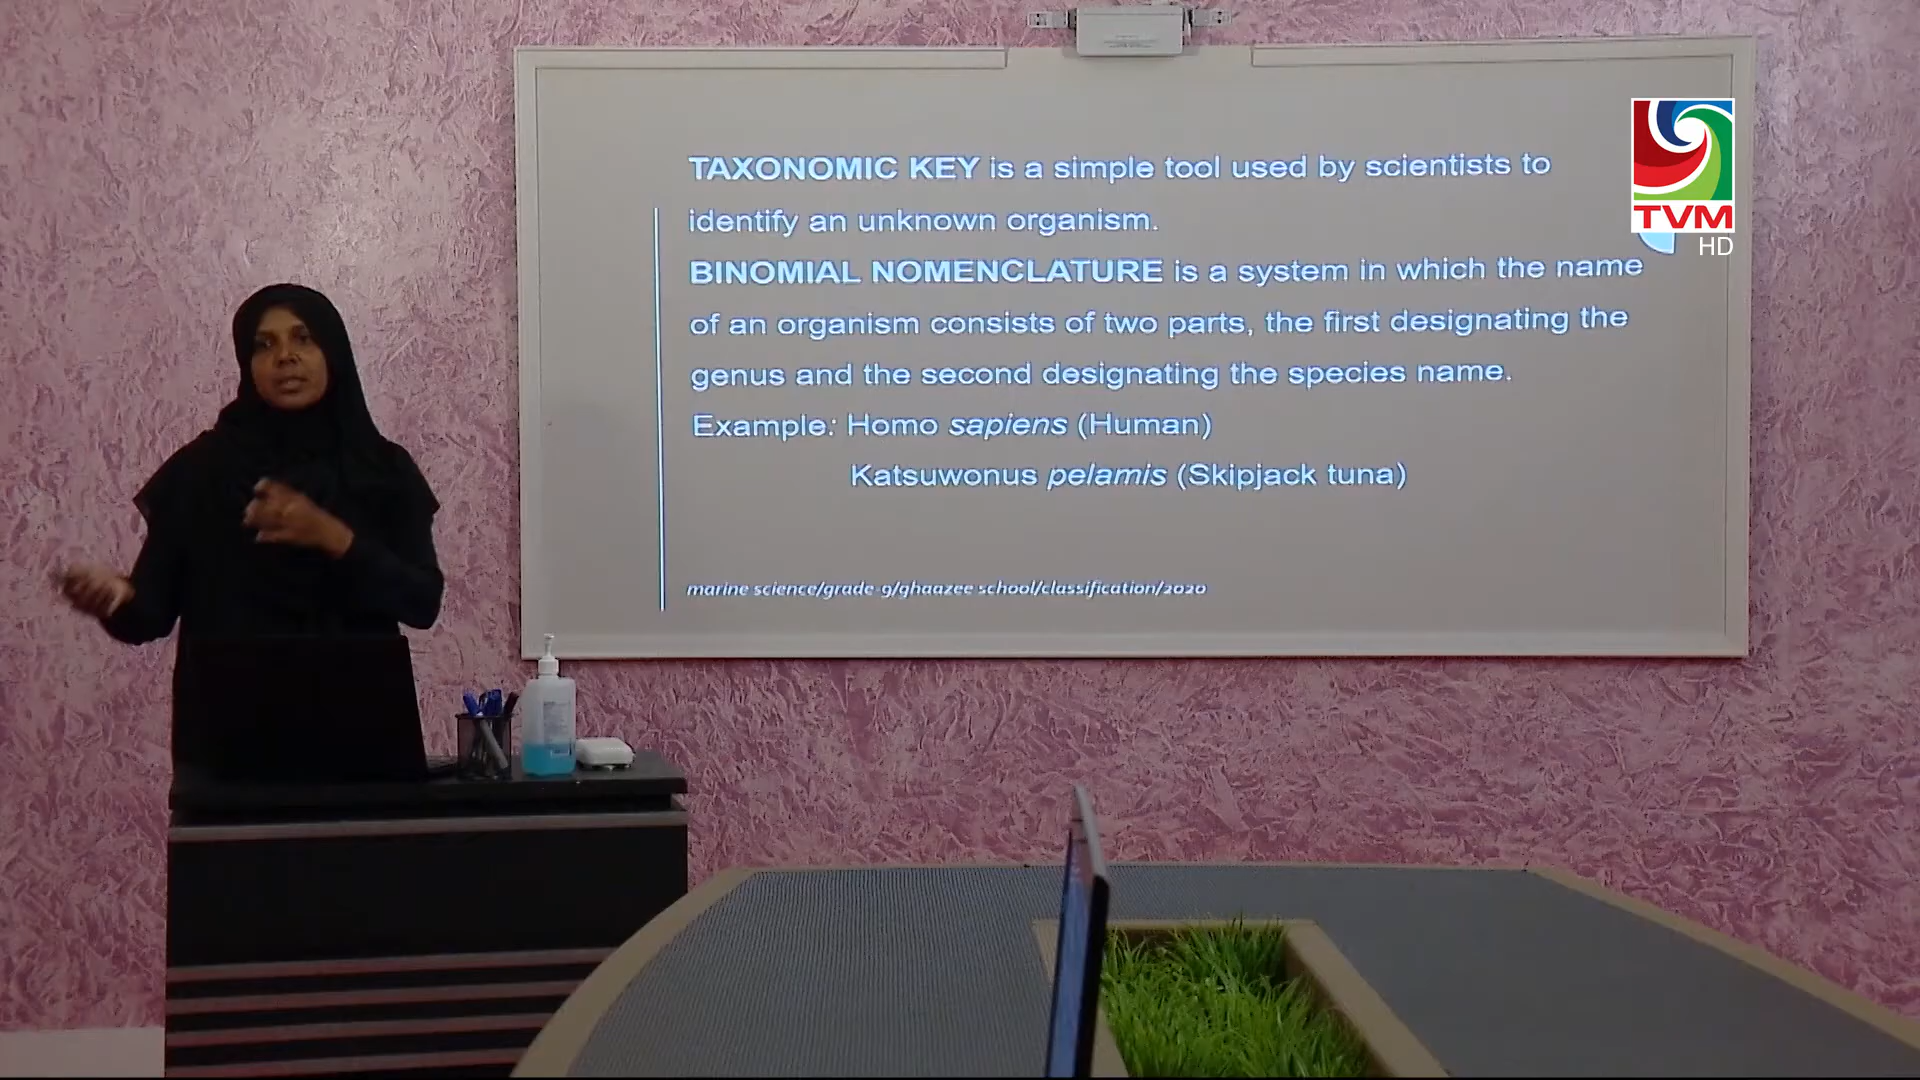 TAXONOMIC KEY is a simple tool used by scientists to
identify an unknown organism.
BINOMIAL NOMENCLATURE is a system in which the name
of an organism consists of two parts, the first designating the
genus and the second designating the species name.
Example: Homo sapiens (Human)
Katsuwonus pelamis (Skipjack tuna)
marine science/grade-9/ghaazee school/classification/2020
TVM
HD